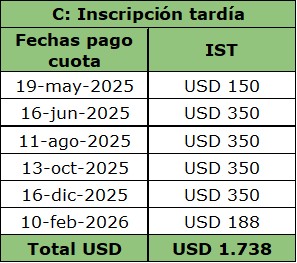 C: Inscripción tardía
Fechas pago cuota IST
19-may-2025 USD 150
16-jun-2025 USD 350
11-ago-2025 USD 350
13-oct-2025 USD 350
16-dic-2025 USD 350
10-feb-2026 USD 188
Total USD USD 1.738